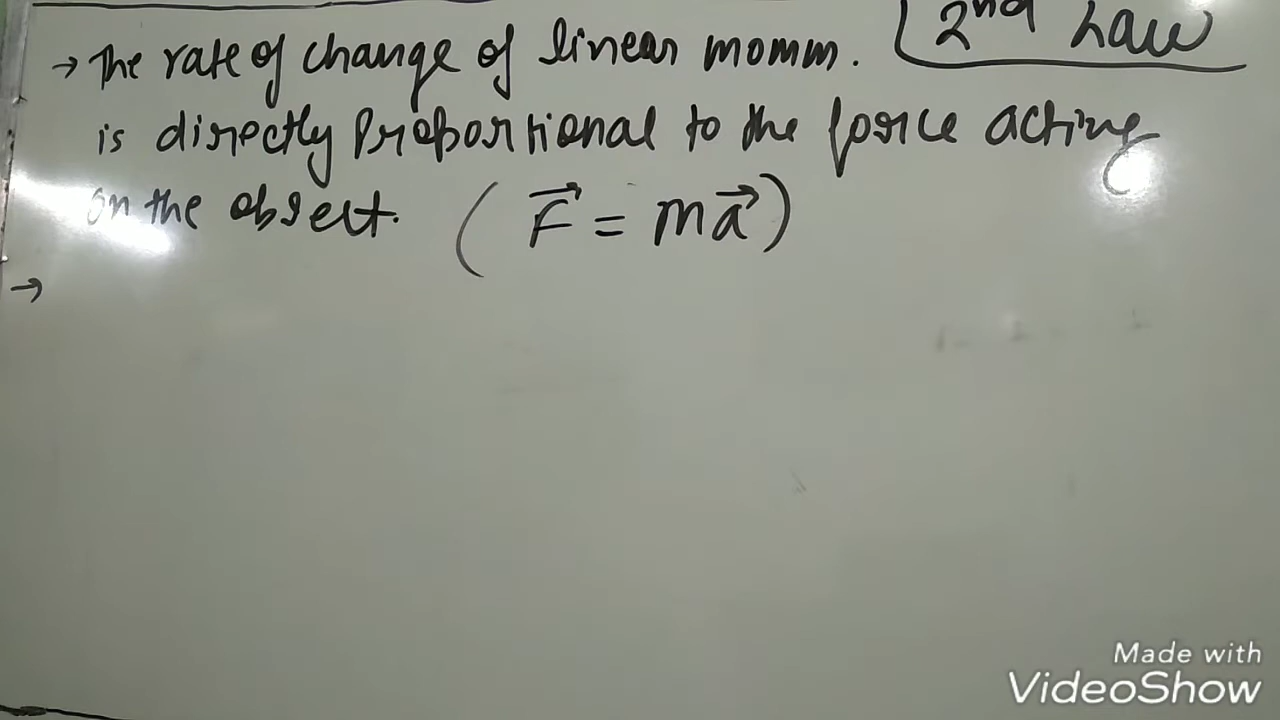 2nd Law
→ The rate of change of linear momm.
is directly proportional to the force acting
on the obsect. (F⃗ = ma⃗)
→
Made with
VideoShow